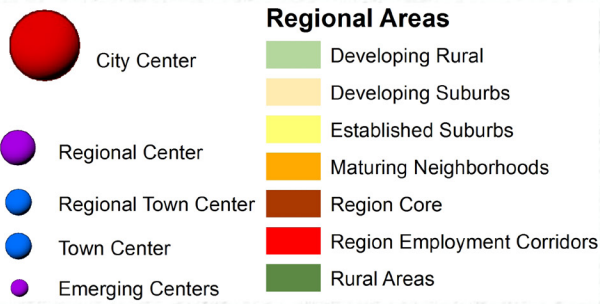 City Center
Regional Center
Regional Town Center
Town Center
Emerging Centers
Regional Areas
Developing Rural
Developing Suburbs
Established Suburbs
Maturing Neighborhoods
Region Core
Region Employment Corridors
Rural Areas